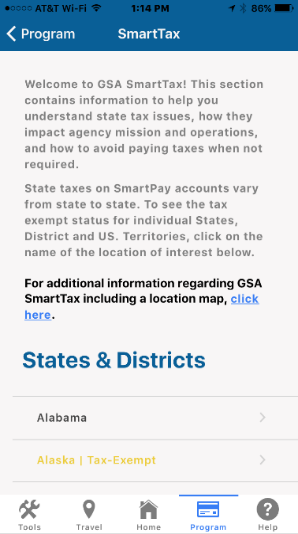 AT&T Wi-Fi 1:14 PM 86%
Program SmartTax
Welcome to GSA SmartTax! This section
contains information to help you
understand state tax issues, how they
impact agency mission and operations,
and how to avoid paying taxes when not
required.
State taxes on SmartPay accounts vary
from state to state. To see the tax
exempt status for individual States,
District and US. Territories, click on the
name of the location of interest below.
For additional information regarding GSA
SmartTax including a location map, click
here.
States & Districts
Alabama
Alaska | Tax-Exempt
Tools Travel Home Program Help